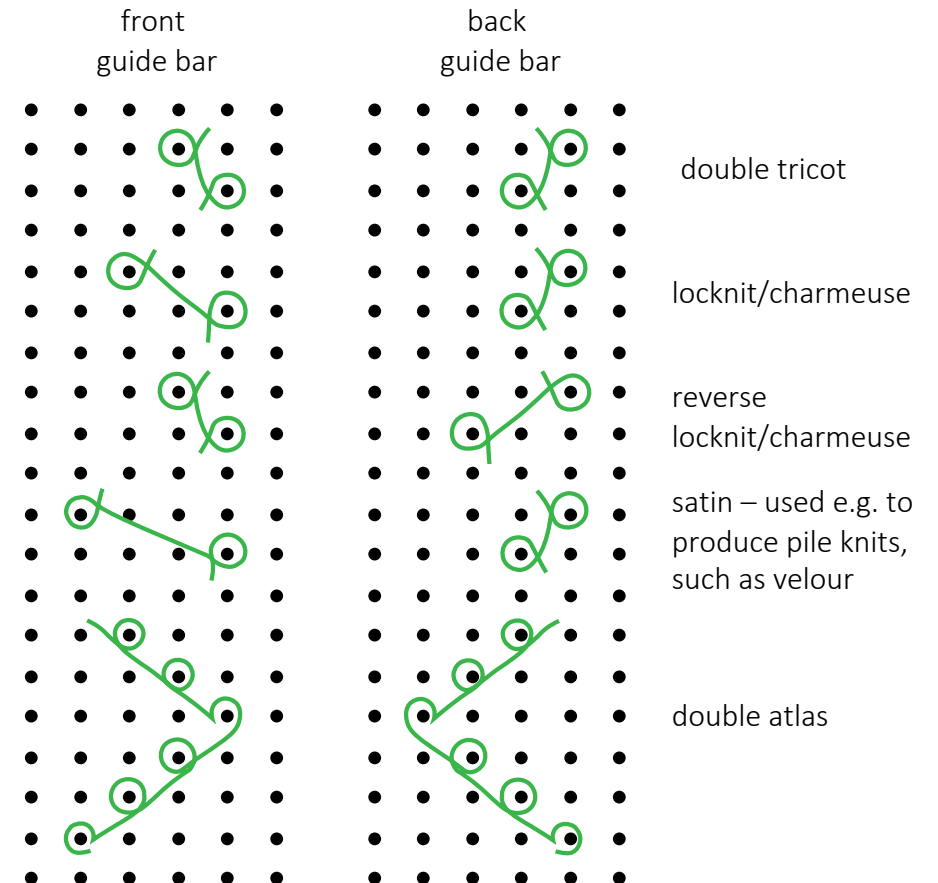 front
guide bar
back
guide bar
double tricot
locknit/charmeuse
reverse
locknit/charmeuse
satin – used e.g. to
produce pile knits,
such as velour
double atlas